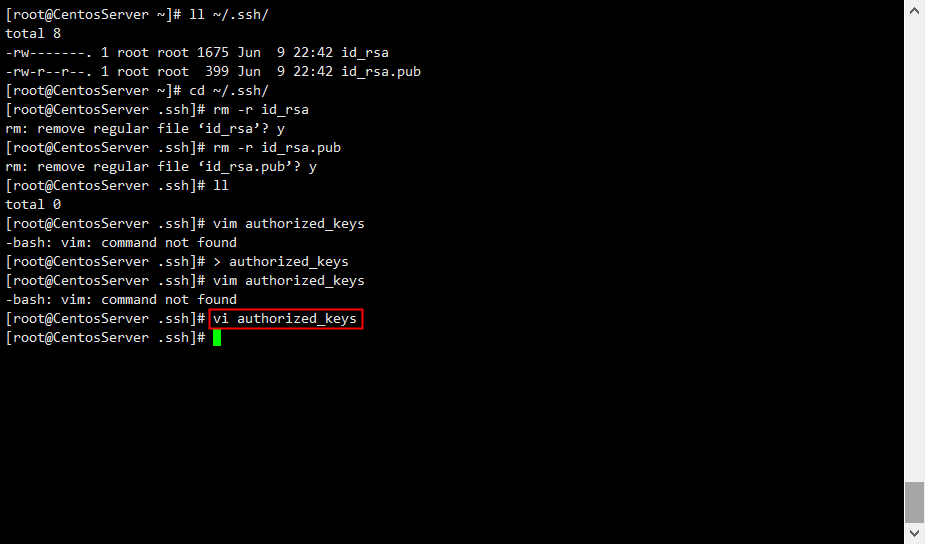 [root@CentosServer ~]# ll ~/.ssh/
total 8
-rw-------. 1 root root 1675 Jun  9 22:42 id_rsa
-rw-r--r--. 1 root root  399 Jun  9 22:42 id_rsa.pub
[root@CentosServer ~]# cd ~/.ssh/
[root@CentosServer .ssh]# rm -r id_rsa
rm: remove regular file ‘id_rsa’? y
[root@CentosServer .ssh]# rm -r id_rsa.pub
rm: remove regular file ‘id_rsa.pub’? y
[root@CentosServer .ssh]# ll
total 0
[root@CentosServer .ssh]# vim authorized_keys
-bash: vim: command not found
[root@CentosServer .ssh]# > authorized_keys
[root@CentosServer .ssh]# vim authorized_keys
-bash: vim: command not found
[root@CentosServer .ssh]# vi authorized_keys
[root@CentosServer .ssh]#